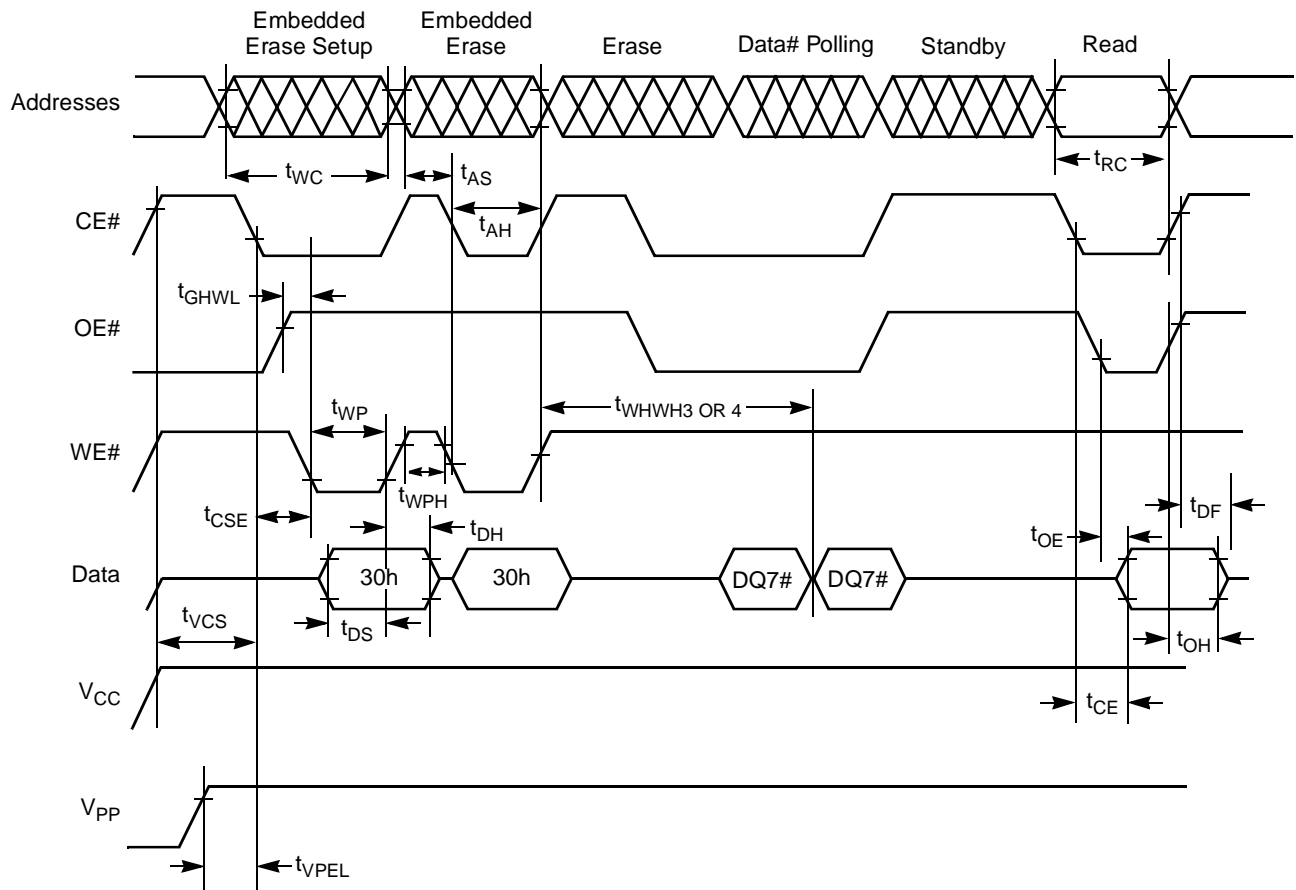 Embedded Erase Setup
Embedded Erase
Erase
Data# Polling
Standby
Read
Addresses
tWC
tAS
tRC
CE#
tAH
tGHWL
OE#
tWP
tWHWH3 OR 4
WE#
tWPH
tCSE
tDH
tDF
tOE
Data
30h
30h
DQ7#
DQ7#
tVCS
tDS
tOH
VCC
tCE
VPP
tVPEL